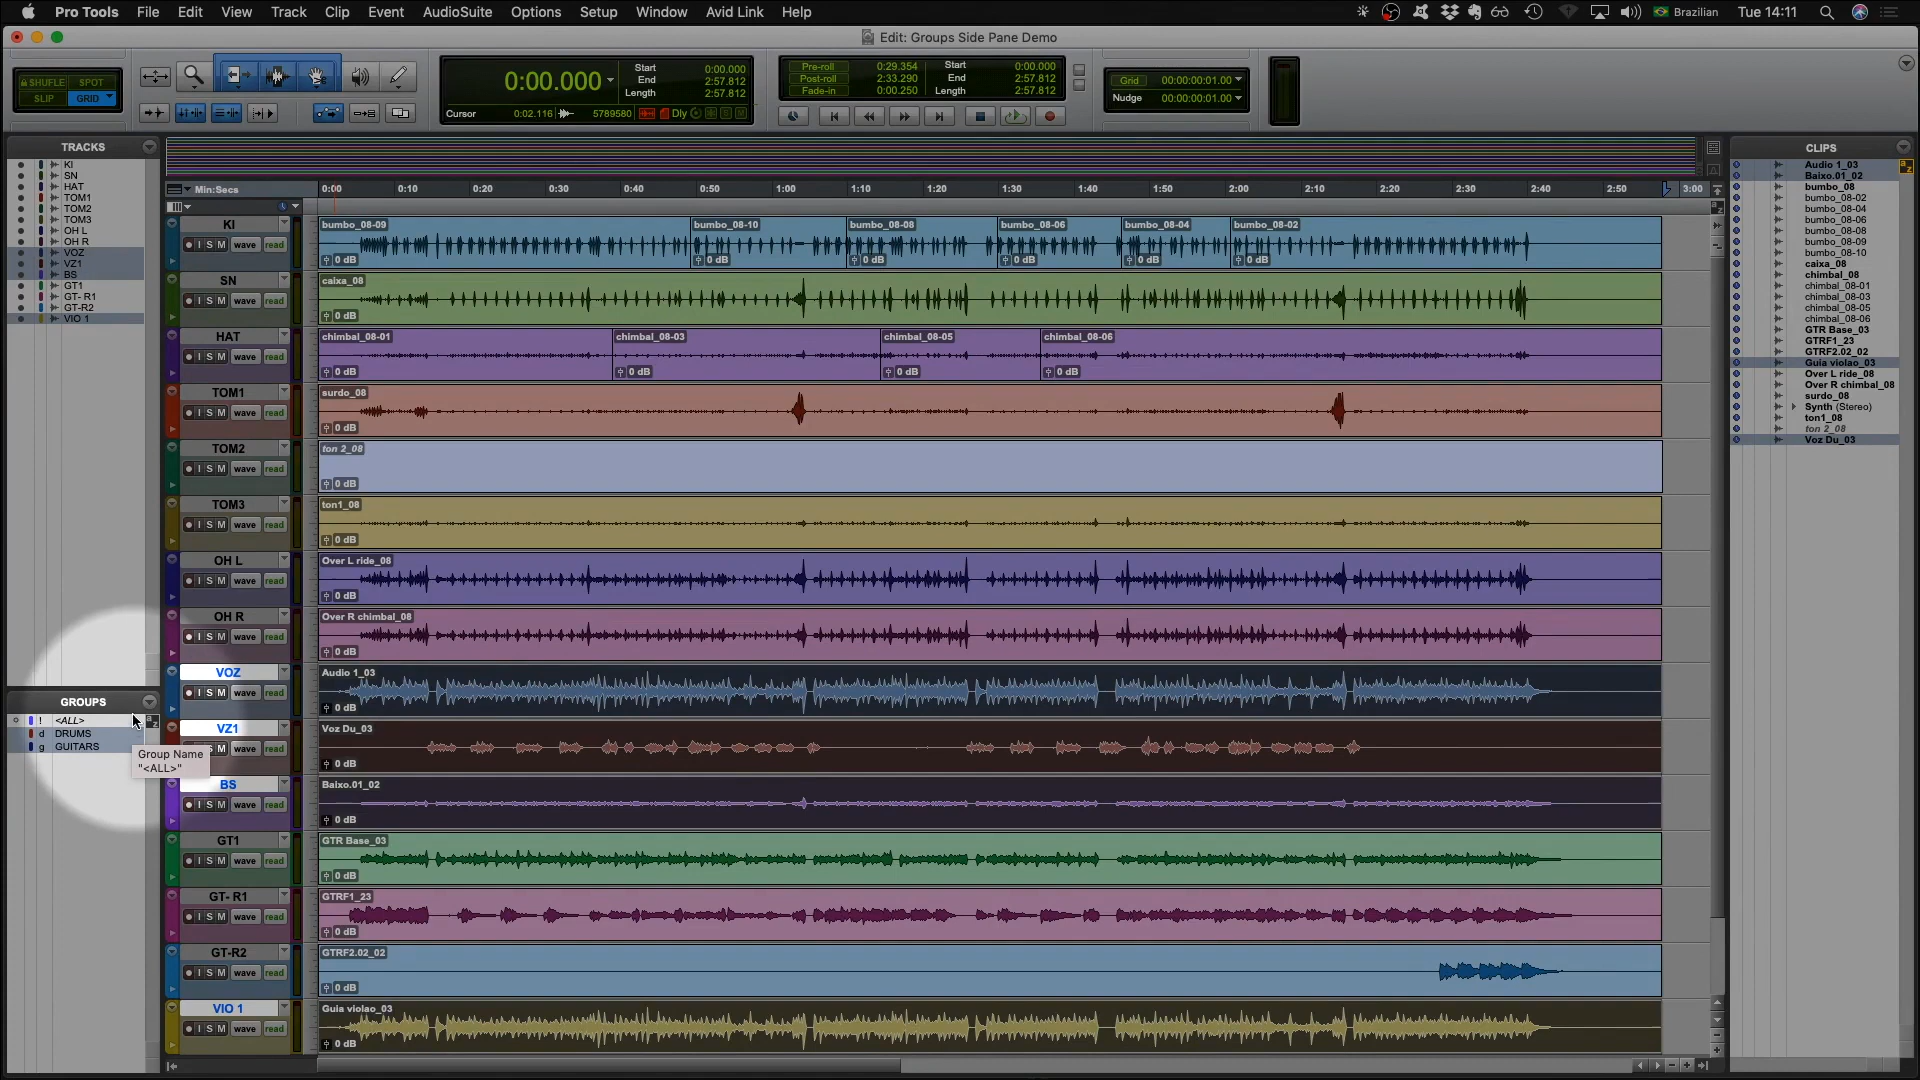 Pro Tools File Edit View Track Clip Event AudioSuite Options Setup Window Avid Link Help Brazilian Tue 14:11
Edit: Groups Side Pane Demo
SHUFLE SPOT
SLIP GRID
0:00.000
Start 0:00.000
End 2:57.812
Length 2:57.812
Cursor 0:02.116 5789580 Dly
Pre-roll 0:29.354
Post-roll 2:33.290
Fade-in 0:00.250
Start 0:00.000
End 2:57.812
Length 2:57.812
Grid 00:00:00:01.00
Nudge 00:00:00:01.00
TRACKS
KI
SN
HAT
TOM1
TOM2
TOM3
OH L
OH R
VOZ
VZ1
BS
GT1
GT- R1
GT-R2
VIO 1
GROUPS
! <ALL>
d DRUMS
g GUITARS
Group Name
"<ALL>"
Min:Secs 0:00 0:10 0:20 0:30 0:40 0:50 1:00 1:10 1:20 1:30 1:40 1:50 2:00 2:10 2:20 2:30 2:40 2:50 3:00
KI
I S M wave read
bumbo_08-09 bumbo_08-10 bumbo_08-08 bumbo_08-06 bumbo_08-04 bumbo_08-02
0 dB 0 dB 0 dB 0 dB 0 dB 0 dB
SN
I S M wave read
caixa_08
0 dB
HAT
I S M wave read
chimbal_08-01 chimbal_08-03 chimbal_08-05 chimbal_08-06
0 dB 0 dB 0 dB 0 dB
TOM1
I S M wave read
surdo_08
0 dB
TOM2
I S M wave read
ton 2_08
0 dB
TOM3
I S M wave read
ton1_08
0 dB
OH L
I S M wave read
Over L ride_08
0 dB
OH R
I S M wave read
Over R chimbal_08
0 dB
VOZ
I S M wave read
Audio 1_03
0 dB
VZ1
wave read
Voz Du_03
0 dB
BS
I S M wave read
Baixo.01_02
0 dB
GT1
I S M wave read
GTR Base_03
0 dB
GT- R1
I S M wave read
GTRF1_23
0 dB
GT-R2
I S M wave read
GTRF2.02_02
0 dB
VIO 1
I S M wave read
Guia violao_03
0 dB
CLIPS
Audio 1_03
Baixo.01_02
bumbo_08
bumbo_08-02
bumbo_08-04
bumbo_08-06
bumbo_08-08
bumbo_08-09
bumbo_08-10
caixa_08
chimbal_08
chimbal_08-01
chimbal_08-03
chimbal_08-05
chimbal_08-06
GTR Base_03
GTRF1_23
GTRF2.02_02
Guia violao_03
Over L ride_08
Over R chimbal_08
surdo_08
Synth (Stereo)
ton1_08
ton 2_08
Voz Du_03